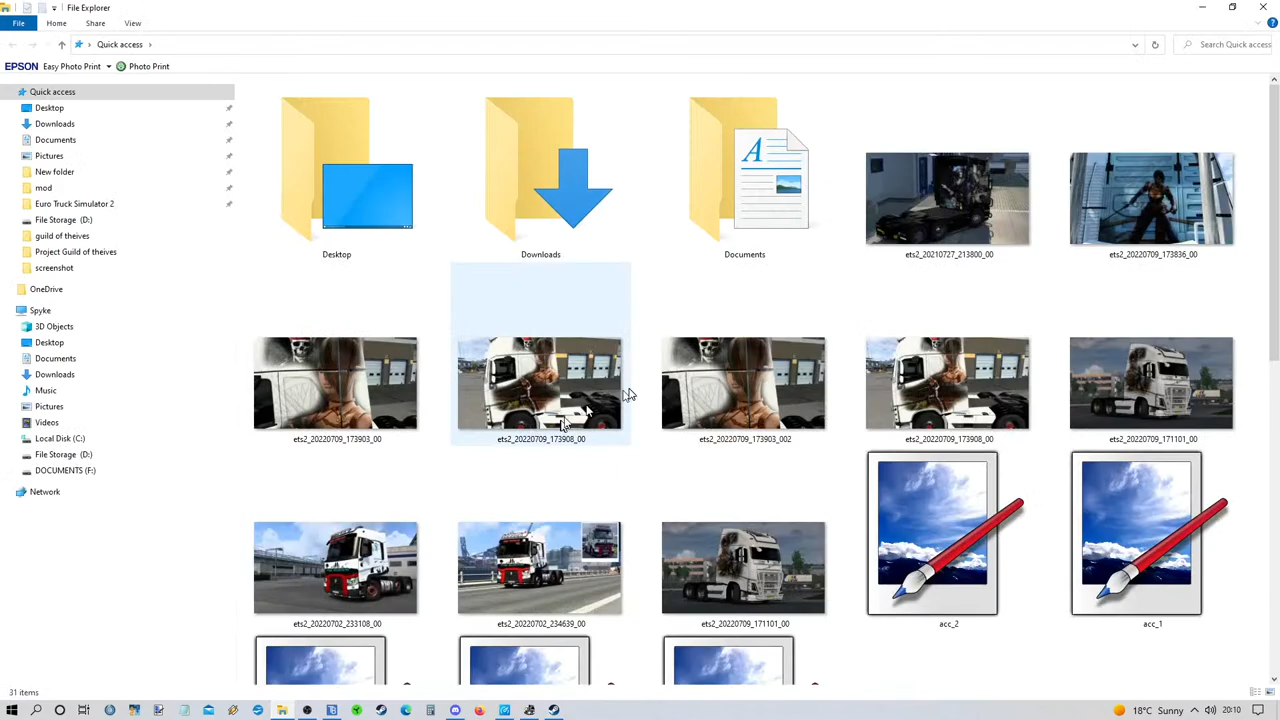 File Explorer
File
Home
Share
View
Quick access
Search Quick access
EPSON
Easy Photo Print
Photo Print
Quick access
Desktop
Downloads
Documents
Pictures
New folder
mod
Euro Truck Simulator 2
File Storage (D:)
guild of theives
Project Guild of theives
screenshot
OneDrive
Spyke
3D Objects
Desktop
Documents
Downloads
Music
Pictures
Videos
Local Disk (C:)
File Storage (D:)
DOCUMENTS (F:)
Network
Desktop
Downloads
A
Documents
ets2_20210727_213800_00
ets2_20220709_173836_00
ets2_20220709_173903_00
ets2_20220709_173908_00
ets2_20220709_173903_002
ets2_20220709_173908_00
ets2_20220709_171101_00
ets2_20220702_233108_00
ets2_20220702_234639_00
ets2_20220709_171101_00
acc_2
acc_1
31 items
18°C Sunny
20:10